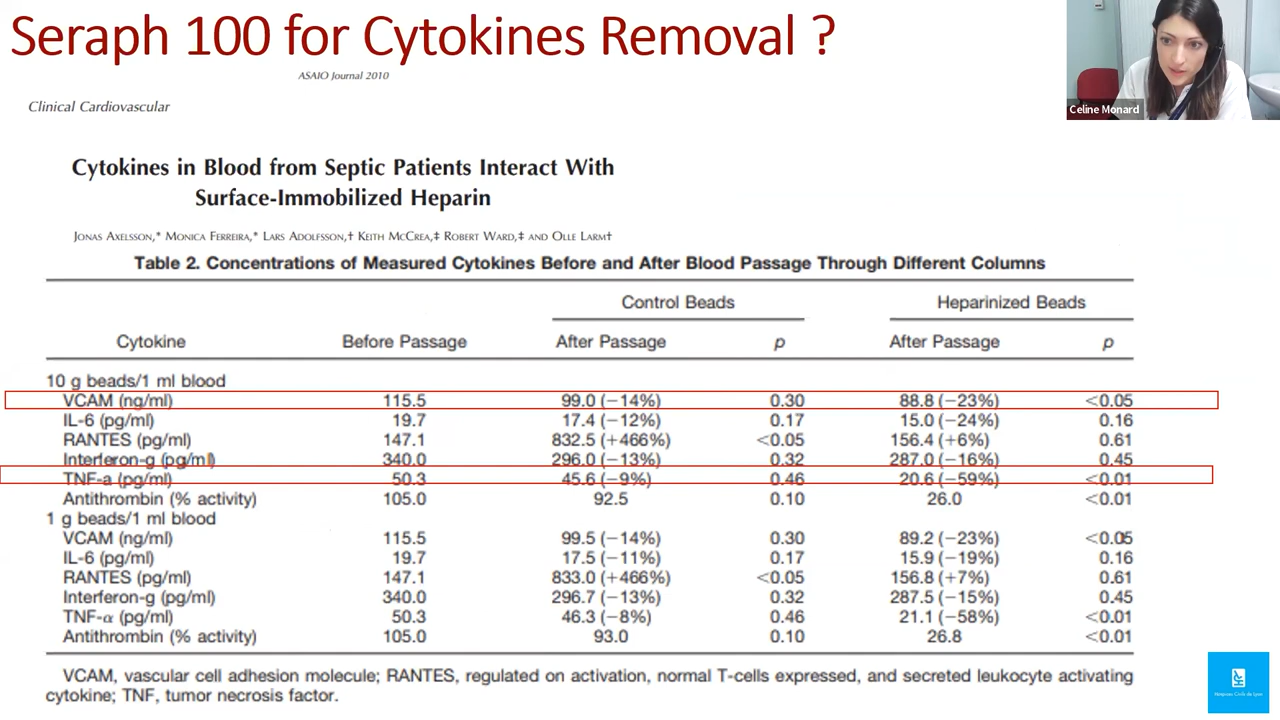 Seraph 100 for Cytokines Removal ?
ASAIO Journal 2010
Clinical Cardiovascular
Celine Monard
Cytokines in Blood from Septic Patients Interact With
Surface-Immobilized Heparin
Jonas Axelsson,* Monica Ferreira,* Lars Adolfsson,† Keith McCrea,‡ Robert Ward,‡ and Olle Larm†
Table 2. Concentrations of Measured Cytokines Before and After Blood Passage Through Different Columns
Control Beads Heparinized Beads
Cytokine Before Passage After Passage p After Passage p
10 g beads/1 ml blood
VCAM (ng/ml) 115.5 99.0 (−14%) 0.30 88.8 (−23%) <0.05
IL-6 (pg/ml) 19.7 17.4 (−12%) 0.17 15.0 (−24%) 0.16
RANTES (pg/ml) 147.1 832.5 (+466%) <0.05 156.4 (+6%) 0.61
Interferon-g (pg/ml) 340.0 296.0 (−13%) 0.32 287.0 (−16%) 0.45
TNF-a (pg/ml) 50.3 45.6 (−9%) 0.46 20.6 (−59%) <0.01
Antithrombin (% activity) 105.0 92.5 0.10 26.0 <0.01
1 g beads/1 ml blood
VCAM (ng/ml) 115.5 99.5 (−14%) 0.30 89.2 (−23%) <0.05
IL-6 (pg/ml) 19.7 17.5 (−11%) 0.17 15.9 (−19%) 0.16
RANTES (pg/ml) 147.1 833.0 (+466%) <0.05 156.8 (+7%) 0.61
Interferon-g (pg/ml) 340.0 296.7 (−13%) 0.32 287.5 (−15%) 0.45
TNF-α (pg/ml) 50.3 46.3 (−8%) 0.46 21.1 (−58%) <0.01
Antithrombin (% activity) 105.0 93.0 0.10 26.8 <0.01
VCAM, vascular cell adhesion molecule; RANTES, regulated on activation, normal T-cells expressed, and secreted leukocyte activating
cytokine; TNF, tumor necrosis factor.